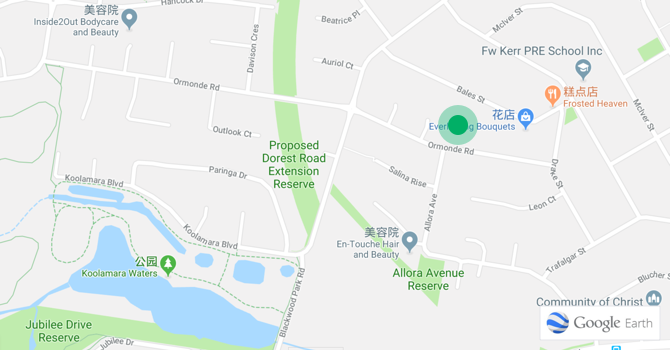 Hancock Dr
美容院
Inside2Out Bodycare
and Beauty
Davison Cres
Beatrice Pl
McIver St
Auriol Ct
Fw Kerr PRE School Inc
Ormonde Rd
Bales St
糕点店
Frosted Heaven
花店
Everlasting Bouquets
McIver St
Outlook Ct
Proposed
Dorest Road
Extension
Reserve
Ormonde Rd
Drake St
Paringa Dr
Koolamara Blvd
Salina Rise
Allora Ave
Leon Ct
Koolamara Blvd
美容院
En-Touche Hair
and Beauty
公园
Koolamara Waters
Blackwood Park Rd
Allora Avenue
Reserve
Trafalgar St
Blucher St
Community of Christ
Jubilee Drive
Reserve
Jubilee Dr
Google Earth